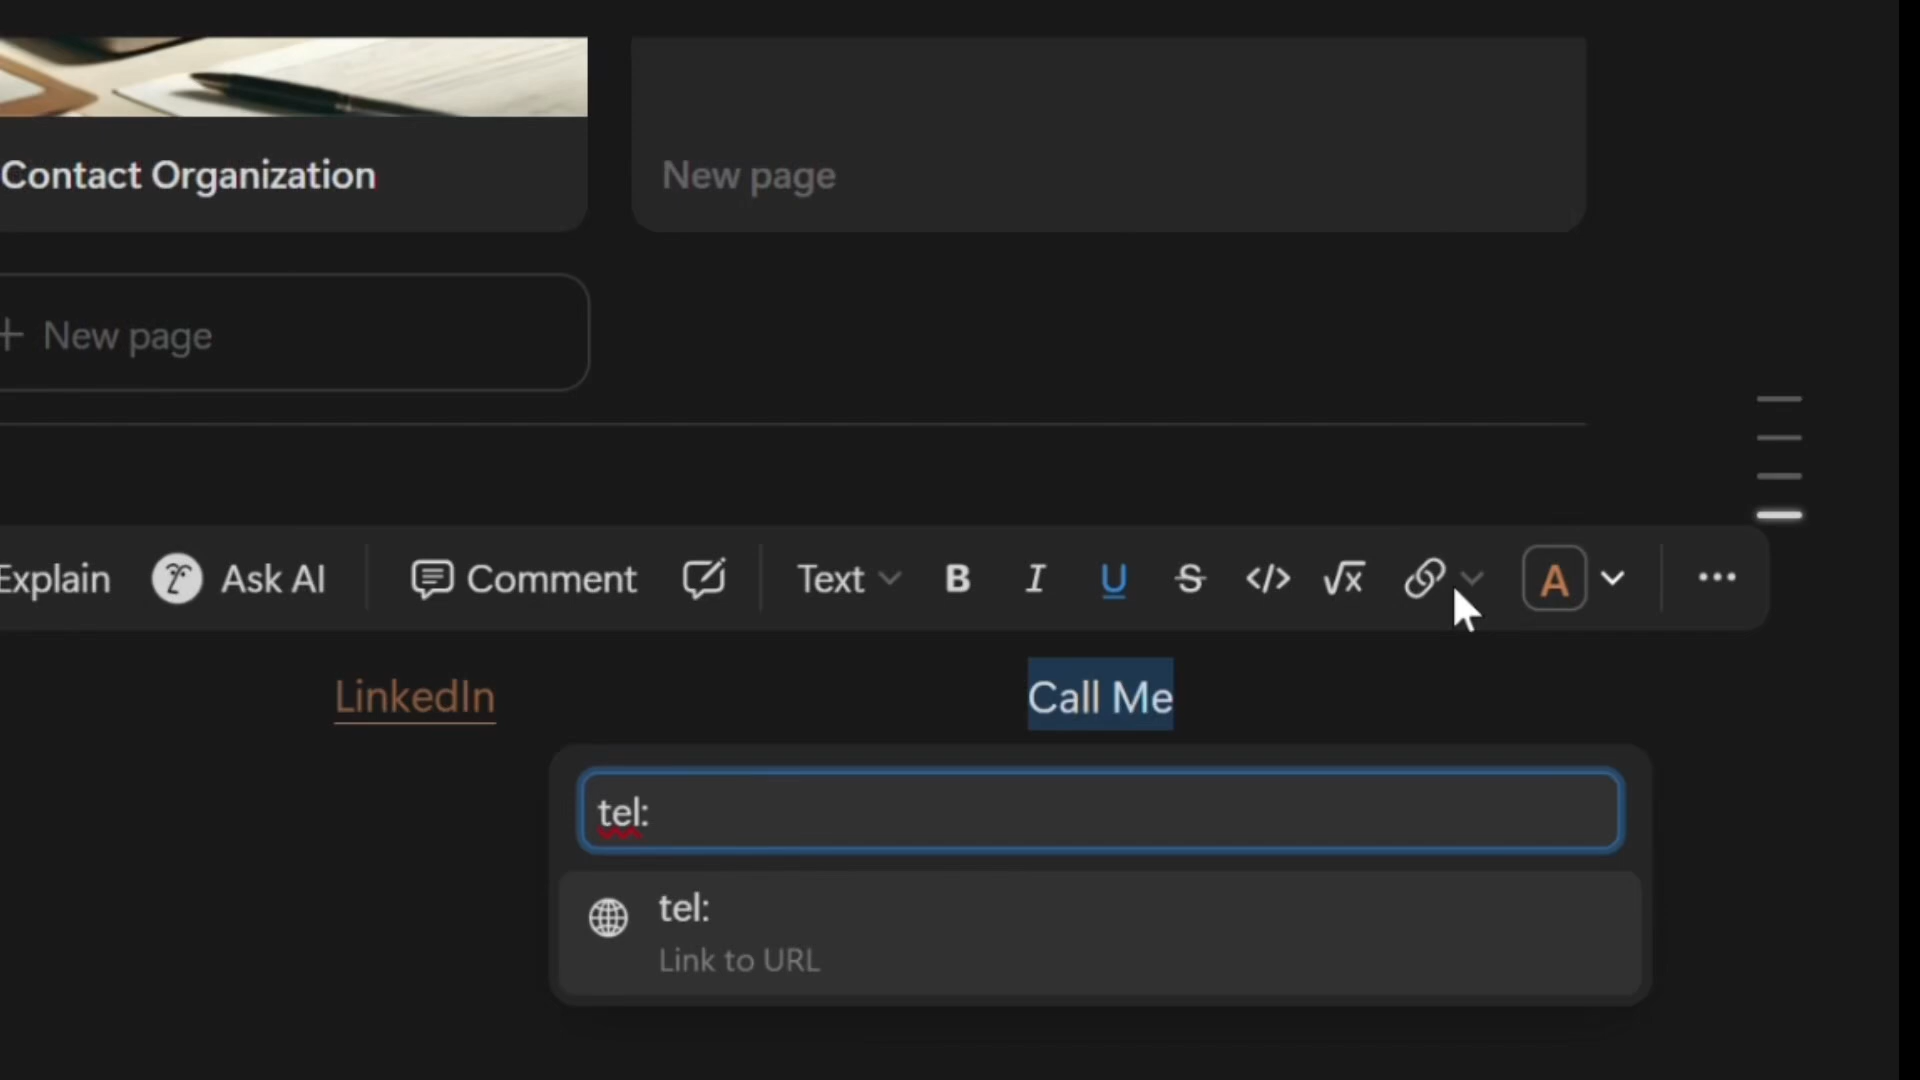 Contact Organization
New page
+ New page
Explain
Ask AI
Comment
Text
B
I
U
S
</>
√x
A
LinkedIn
Call Me
tel:
tel:
Link to URL